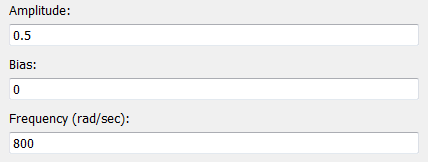 Amplitude:
0.5
Bias:
0
Frequency (rad/sec):
800